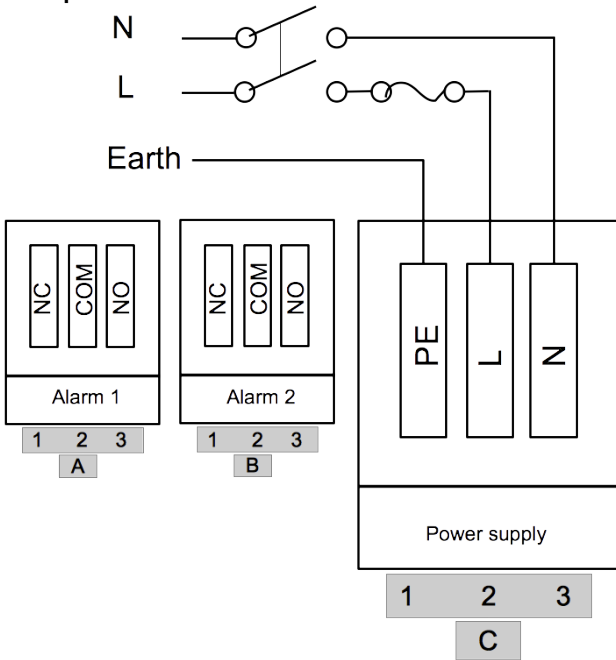 N
L
Earth
NC COM NO
NC COM NO
PE L N
Alarm 1
Alarm 2
Power supply
1 2 3
A
1 2 3
B
1 2 3
C